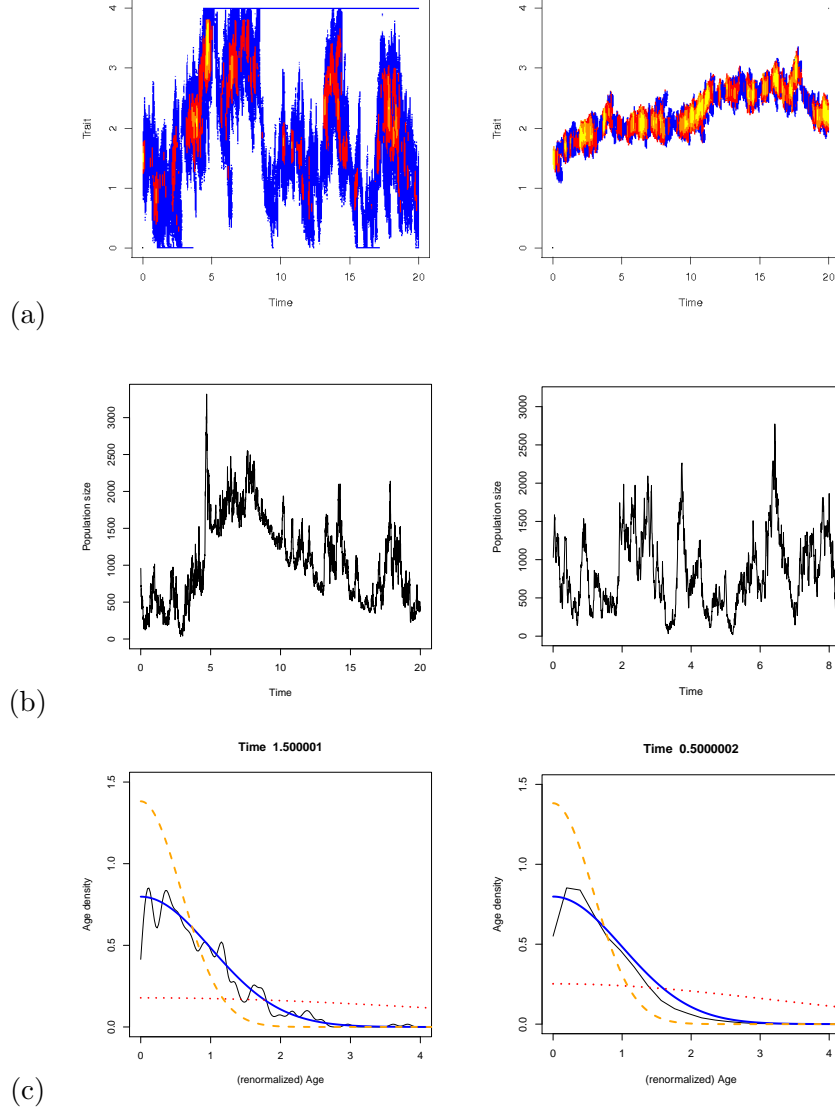 4
3
2
1
0
Trait
0 5 10 15 20
Time
4
3
2
1
0
Trait
0 5 10 15 20
Time
(a)
3000
2500
2000
1500
1000
500
0
Population size
0 5 10 15 20
Time
3000
2500
2000
1500
1000
500
0
Population size
0 2 4 6 8
Time
(b)
Time 1.500001
1.5
1.0
0.5
0.0
Age density
0 1 2 3 4
(renormalized) Age
Time 0.5000002
1.5
1.0
0.5
0.0
Age density
0 1 2 3 4
(renormalized) Age
(c)